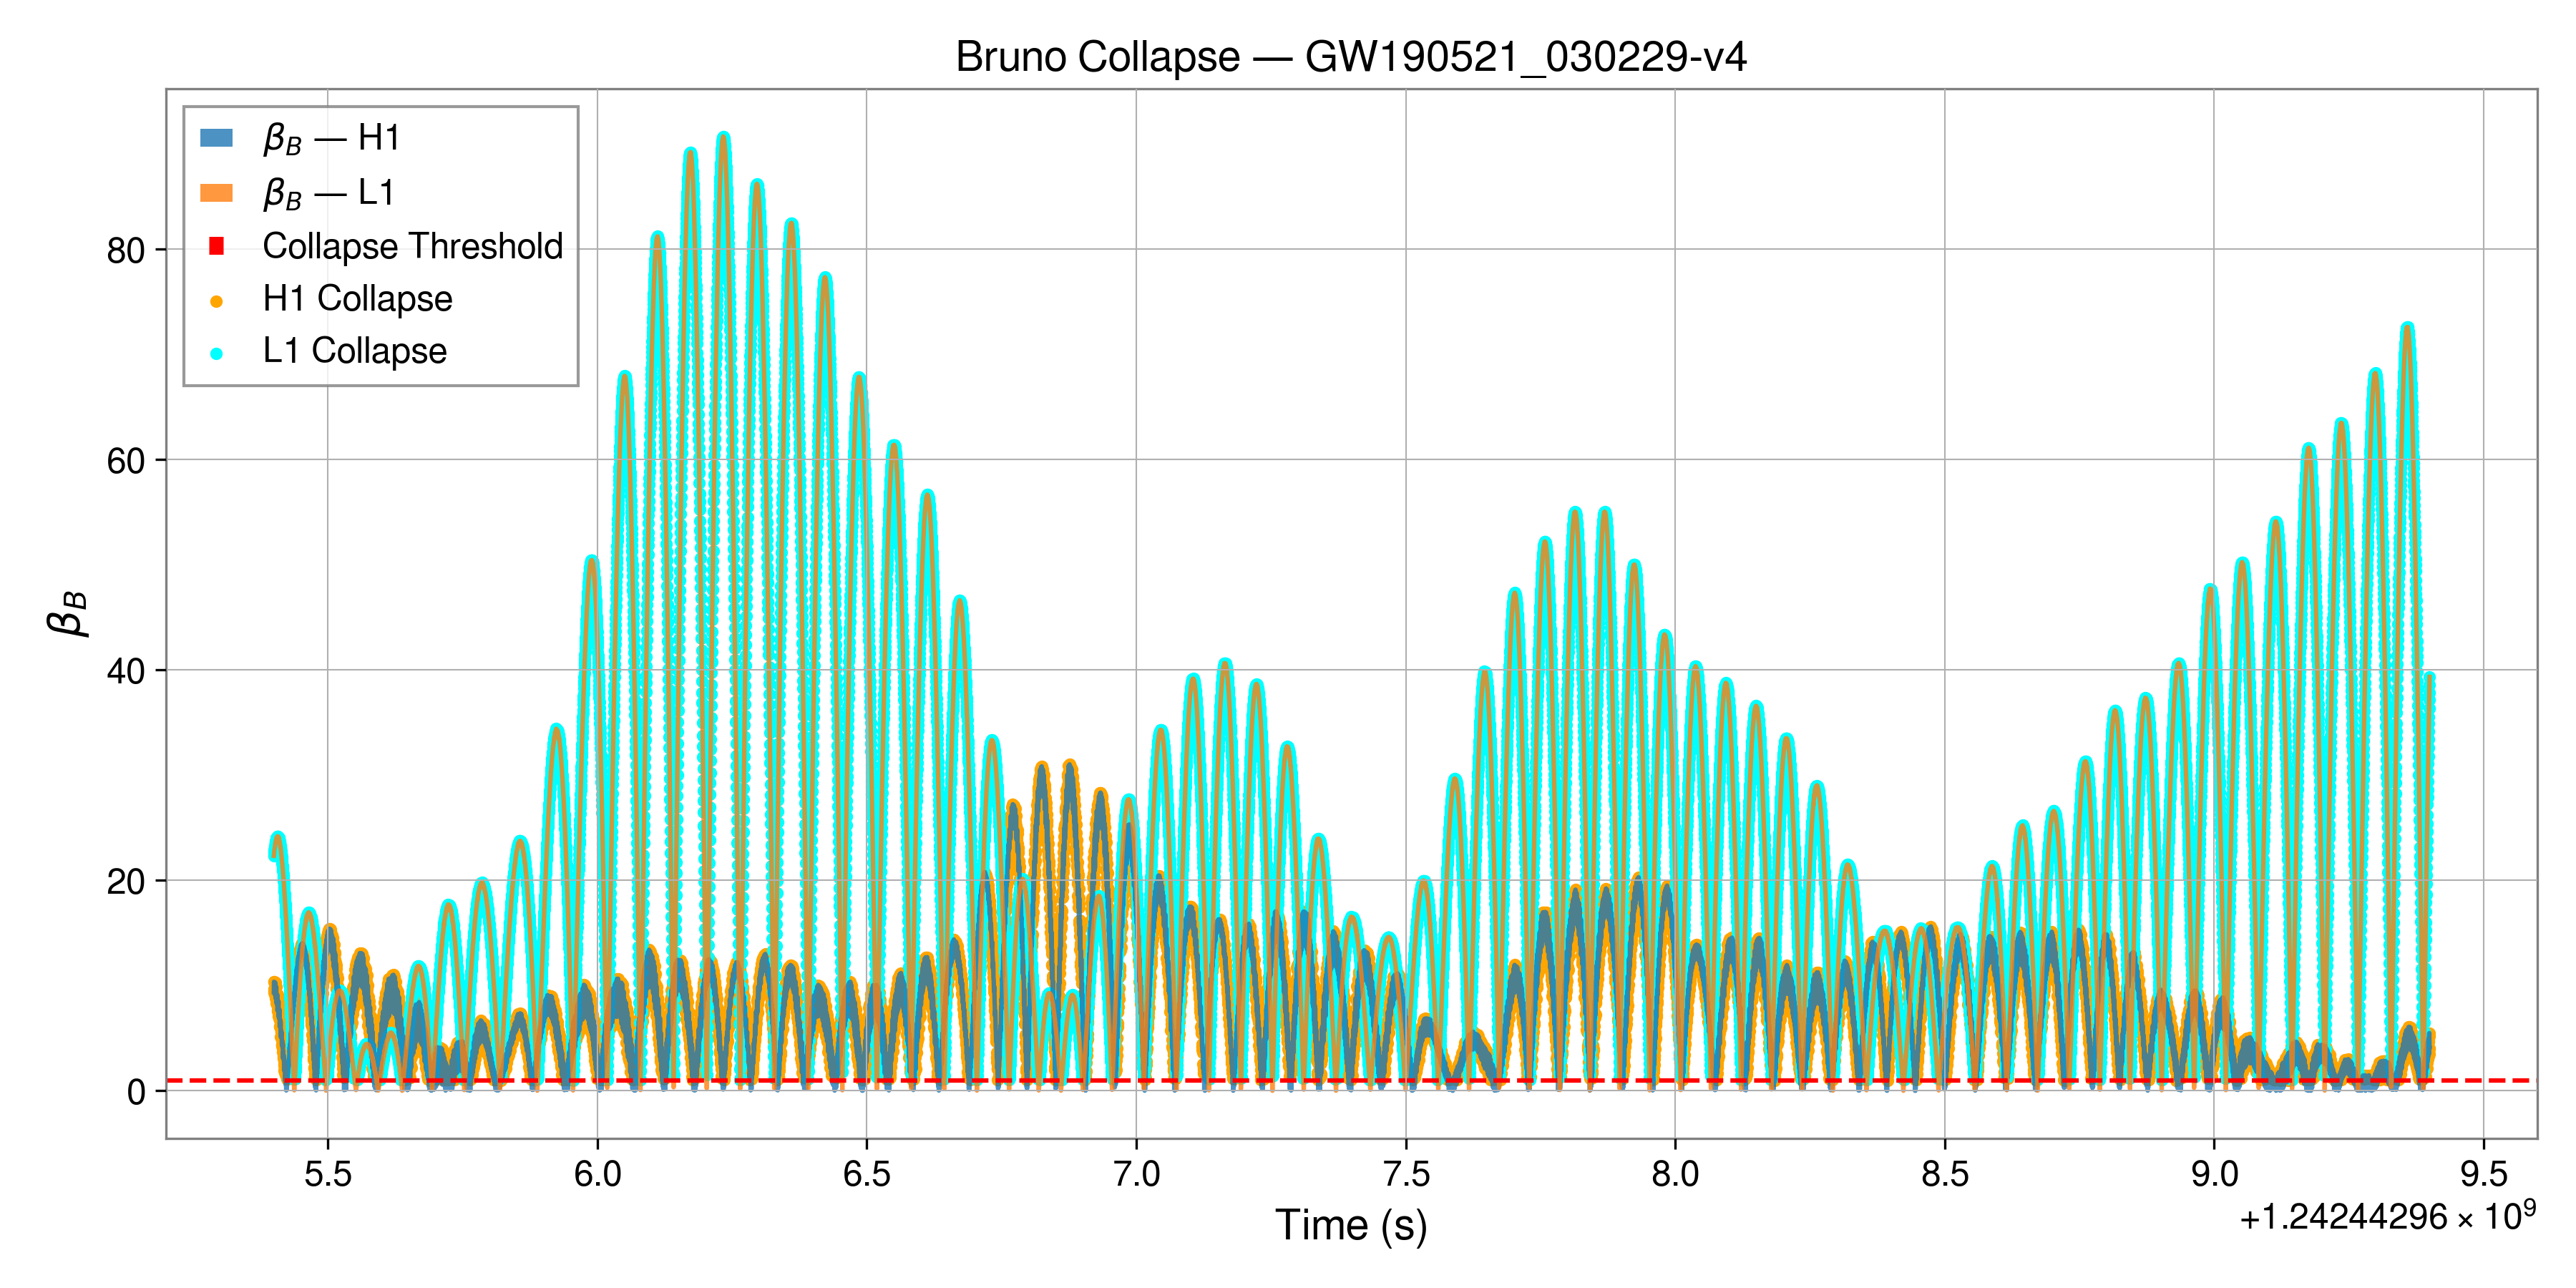 Bruno Collapse — GW190521_030229-v4
β_B — H1
β_B — L1
Collapse Threshold
H1 Collapse
L1 Collapse
β_B
80
60
40
20
0
5.5 6.0 6.5 7.0 7.5 8.0 8.5 9.0 9.5
+1.24244296 × 10⁹
Time (s)